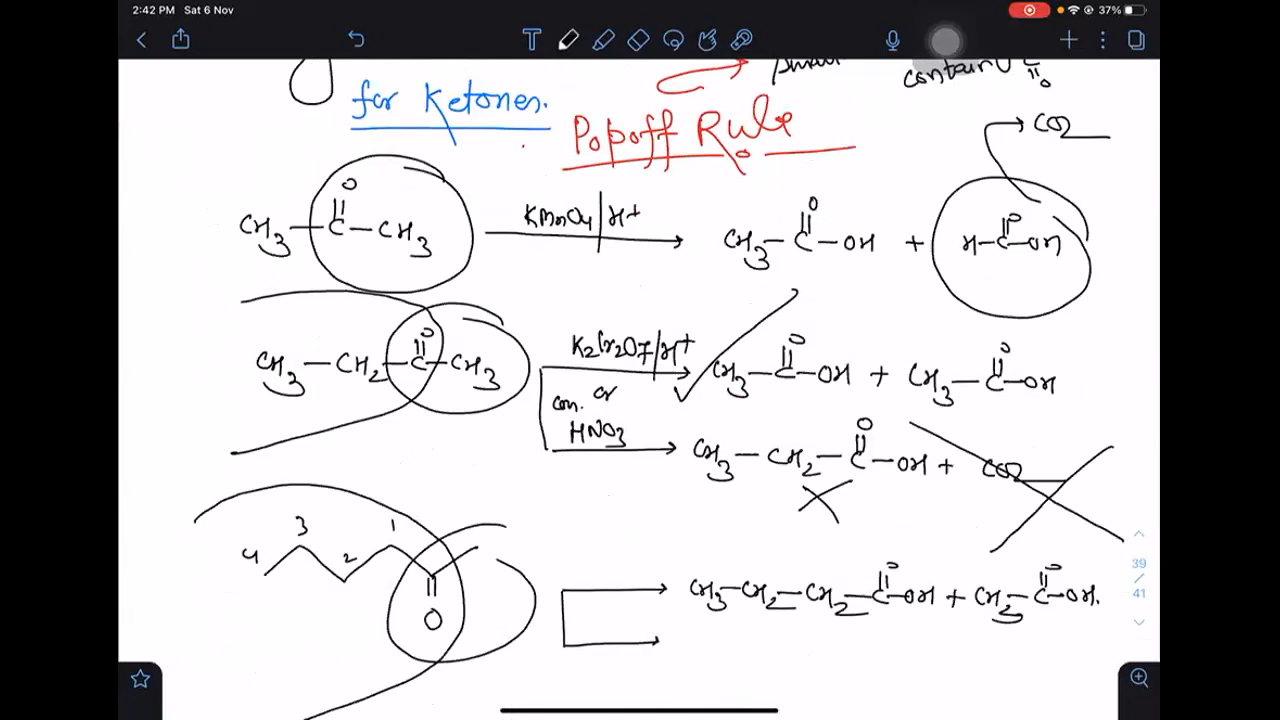 2:42 PM Sat 6 Nov
37%
T
contain C
O
for Ketones.
Popoff Rule
CO2
CH3—C—CH3
O
KMnO4/H+
CH3—C—OH + H—C—OH
O O
CH3—CH2—C—CH3
O
K2Cr2O7/H+
con. or
HNO3
CH3—C—OH + CH3—C—OH
O O
CH3—CH2—C—OH + CO2
O
4 3 2 1
O
CH3—CH2—CH2—C—OH + CH3—C—OH.
O O
39
/
41